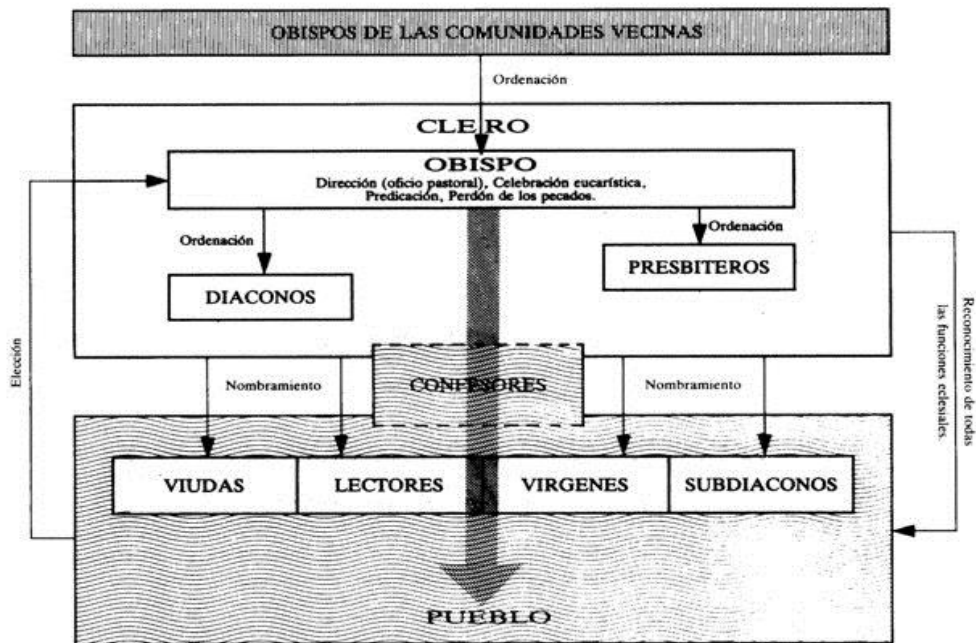 OBISPOS DE LAS COMUNIDADES VECINAS
Ordenación
CLERO
OBISPO
Dirección (oficio pastoral), Celebración eucarística,
Predicación, Perdón de los pecados.
Ordenación
Ordenación
DIACONOS
PRESBITEROS
Elección
Nombramiento
CONFESORES
Nombramiento
Reconocimiento de todas
las funciones eclesiales.
VIUDAS
LECTORES
VIRGENES
SUBDIACONOS
PUEBLO